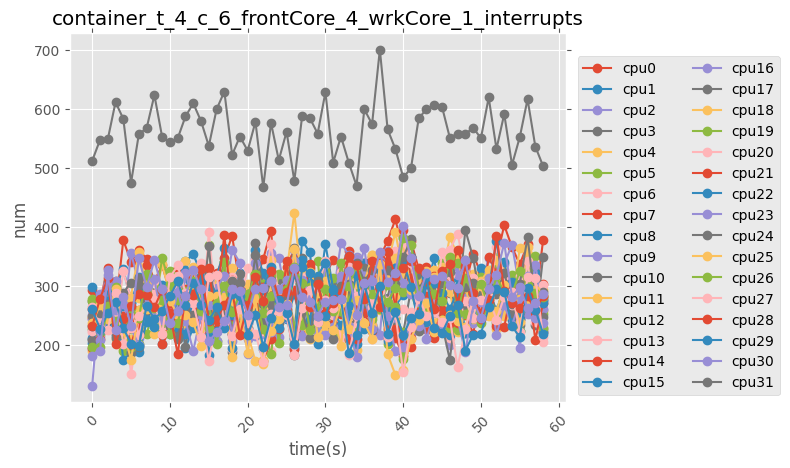 container_t_4_c_6_frontCore_4_wrkCore_1_interrupts
700
600
500
400
300
200
num
0
10
20
30
40
50
60
time(s)
cpu0
cpu1
cpu2
cpu3
cpu4
cpu5
cpu6
cpu7
cpu8
cpu9
cpu10
cpu11
cpu12
cpu13
cpu14
cpu15
cpu16
cpu17
cpu18
cpu19
cpu20
cpu21
cpu22
cpu23
cpu24
cpu25
cpu26
cpu27
cpu28
cpu29
cpu30
cpu31